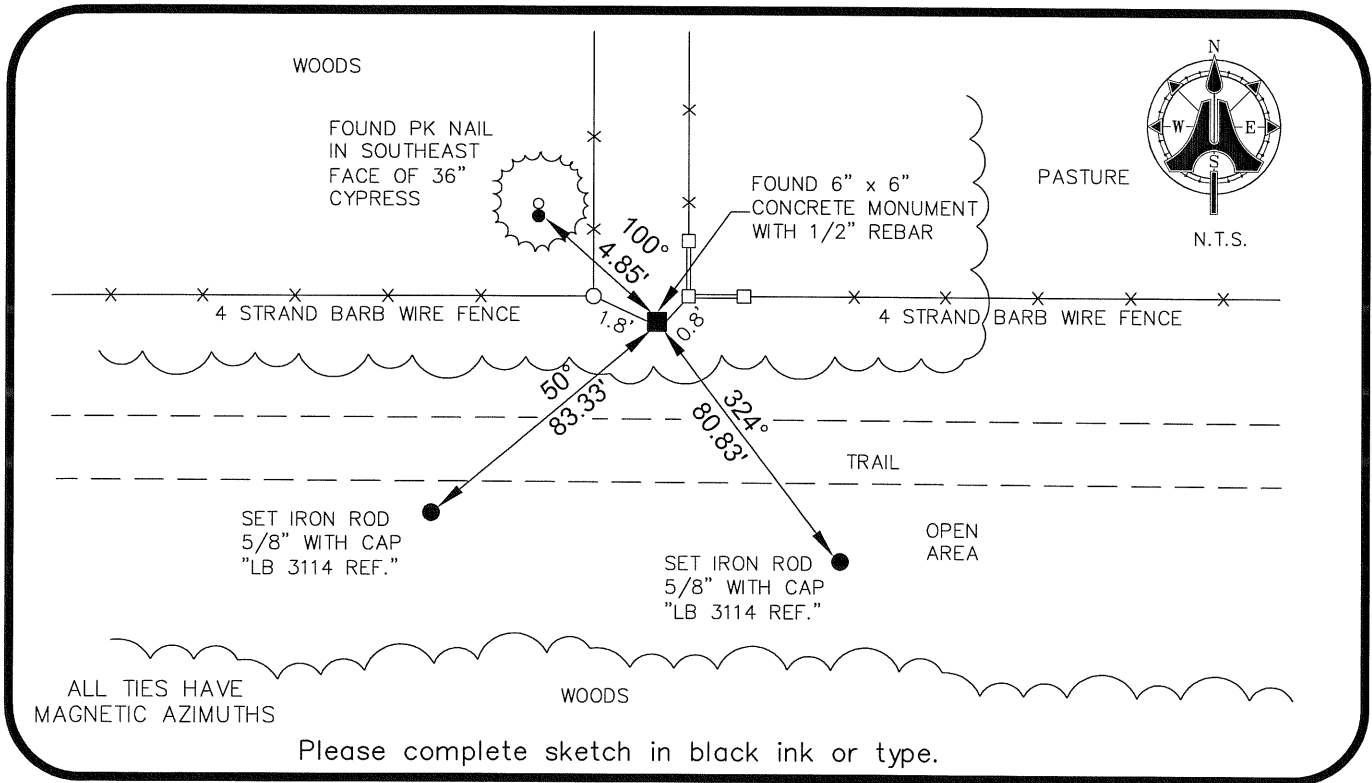 WOODS
FOUND PK NAIL
IN SOUTHEAST
FACE OF 36"
CYPRESS
FOUND 6" x 6"
CONCRETE MONUMENT
WITH 1/2" REBAR
PASTURE
N
W
E
S
N.T.S.
100°
4.85'
4 STRAND BARB WIRE FENCE
1.8'
0.8'
4 STRAND BARB WIRE FENCE
50°
83.33'
324°
80.83'
TRAIL
SET IRON ROD
5/8" WITH CAP
"LB 3114 REF."
SET IRON ROD
5/8" WITH CAP
"LB 3114 REF."
OPEN
AREA
ALL TIES HAVE
MAGNETIC AZIMUTHS
WOODS
Please complete sketch in black ink or type.